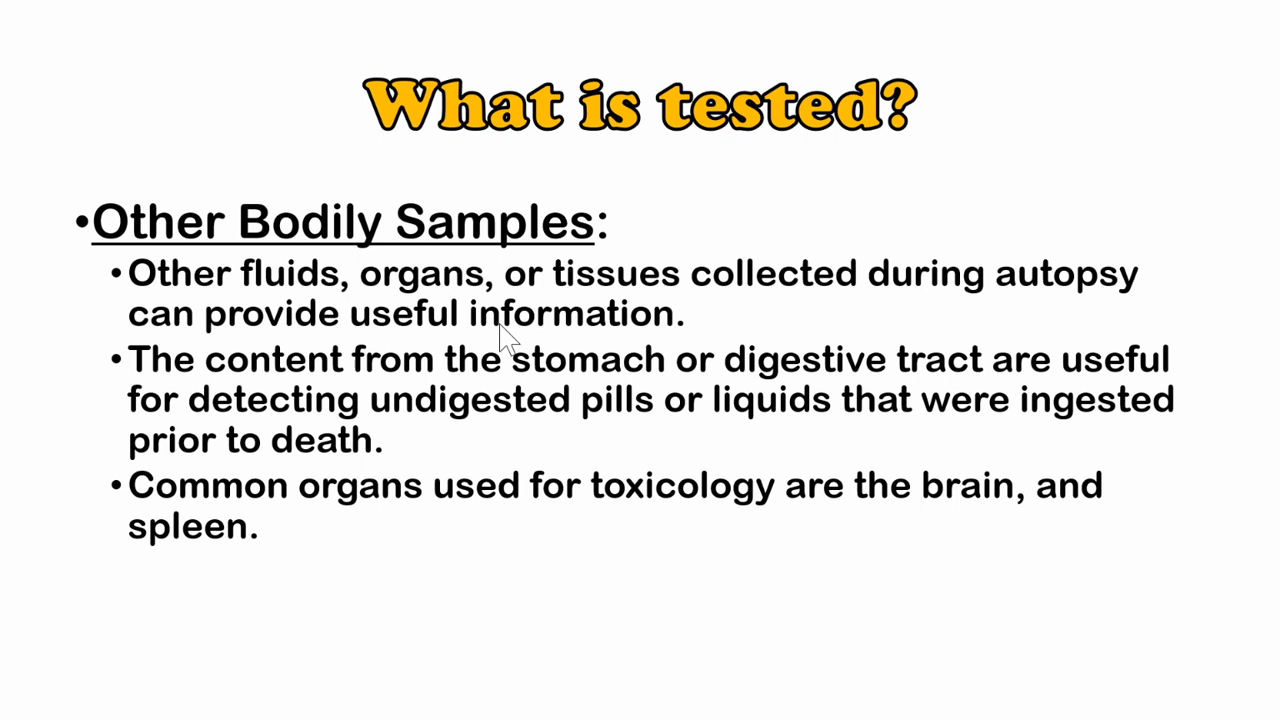 What is tested?
•Other Bodily Samples:
•Other fluids, organs, or tissues collected during autopsy
can provide useful information.
•The content from the stomach or digestive tract are useful
for detecting undigested pills or liquids that were ingested
prior to death.
•Common organs used for toxicology are the brain, and
spleen.